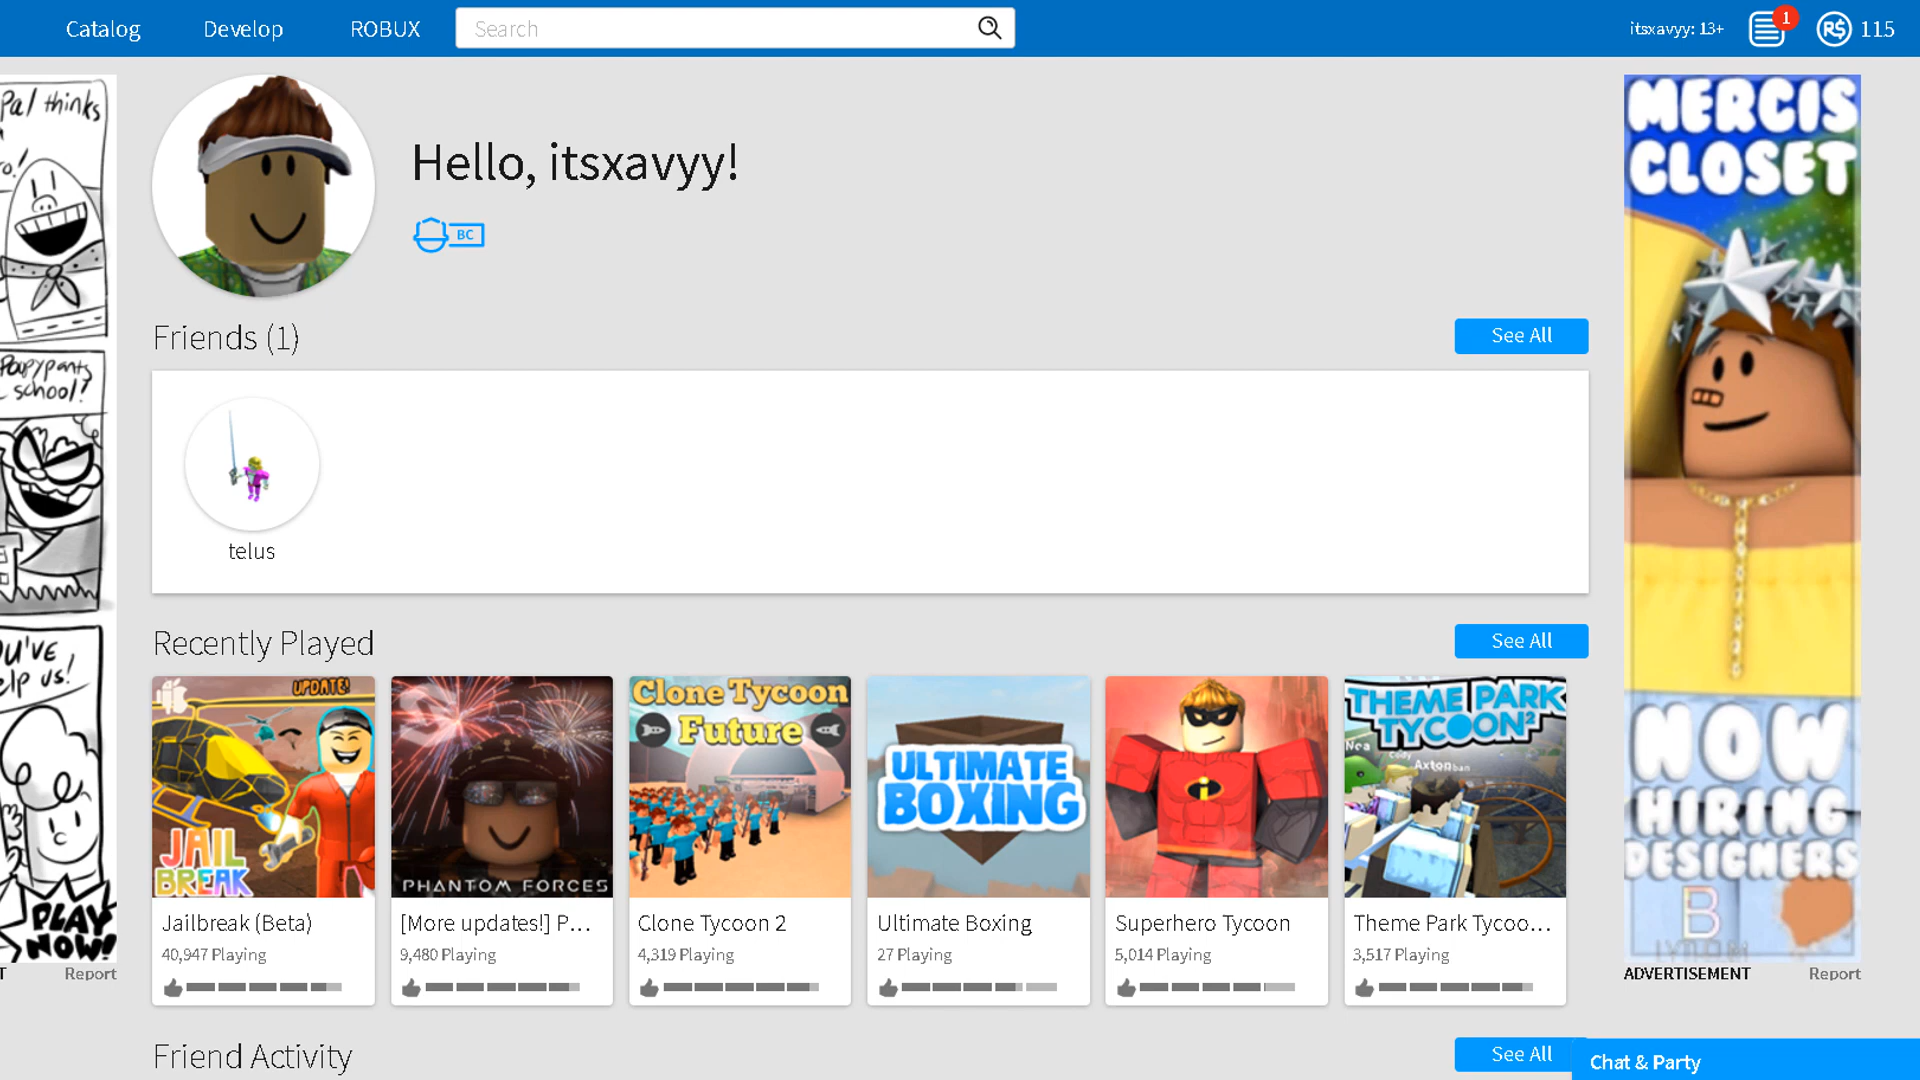 Catalog
Develop
ROBUX
Search
itsxavyy: 13+
1
R$
115
Pal thinks
Hello, itsxavyy!
BC
MERCIS
CLOSET
Friends (1)
See All
Poopypants
school?
telus
Recently Played
See All
U'VE
us!
UPDATE!
JAIL
BREAK
PHANTOM FORCES
Clone Tycoon
Future
ULTIMATE
BOXING
THEME PARK
TYCOON²
Nea
Axton
NOW
HIRING
DESIGNERS
B
PLAY
NOW!
Jailbreak (Beta)
[More updates!] P...
Clone Tycoon 2
Ultimate Boxing
Superhero Tycoon
Theme Park Tycoo...
40,947 Playing
9,480 Playing
4,319 Playing
27 Playing
5,014 Playing
3,517 Playing
T
Report
ADVERTISEMENT
Report
Friend Activity
See All
Chat & Party